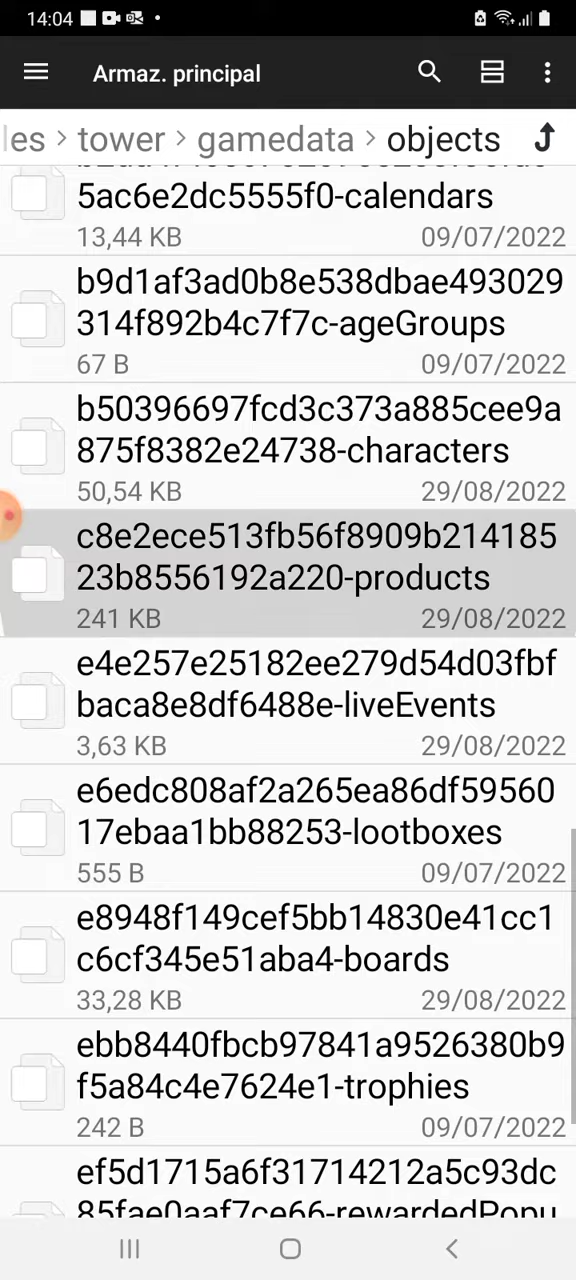 14:04
Armaz. principal
les > tower > gamedata > objects
5ac6e2dc5555f0-calendars
13,44 KB 09/07/2022
b9d1af3ad0b8e538dbae493029
314f892b4c7f7c-ageGroups
67 B 09/07/2022
b50396697fcd3c373a885cee9a
875f8382e24738-characters
50,54 KB 29/08/2022
c8e2ece513fb56f8909b214185
23b8556192a220-products
241 KB 29/08/2022
e4e257e25182ee279d54d03fbf
baca8e8df6488e-liveEvents
3,63 KB 29/08/2022
e6edc808af2a265ea86df59560
17ebaa1bb88253-lootboxes
555 B 09/07/2022
e8948f149cef5bb14830e41cc1
c6cf345e51aba4-boards
33,28 KB 29/08/2022
ebb8440fbcb97841a9526380b9
f5a84c4e7624e1-trophies
242 B 09/07/2022
ef5d1715a6f31714212a5c93dc
85fae0aaf7ce66-rewardedPopu